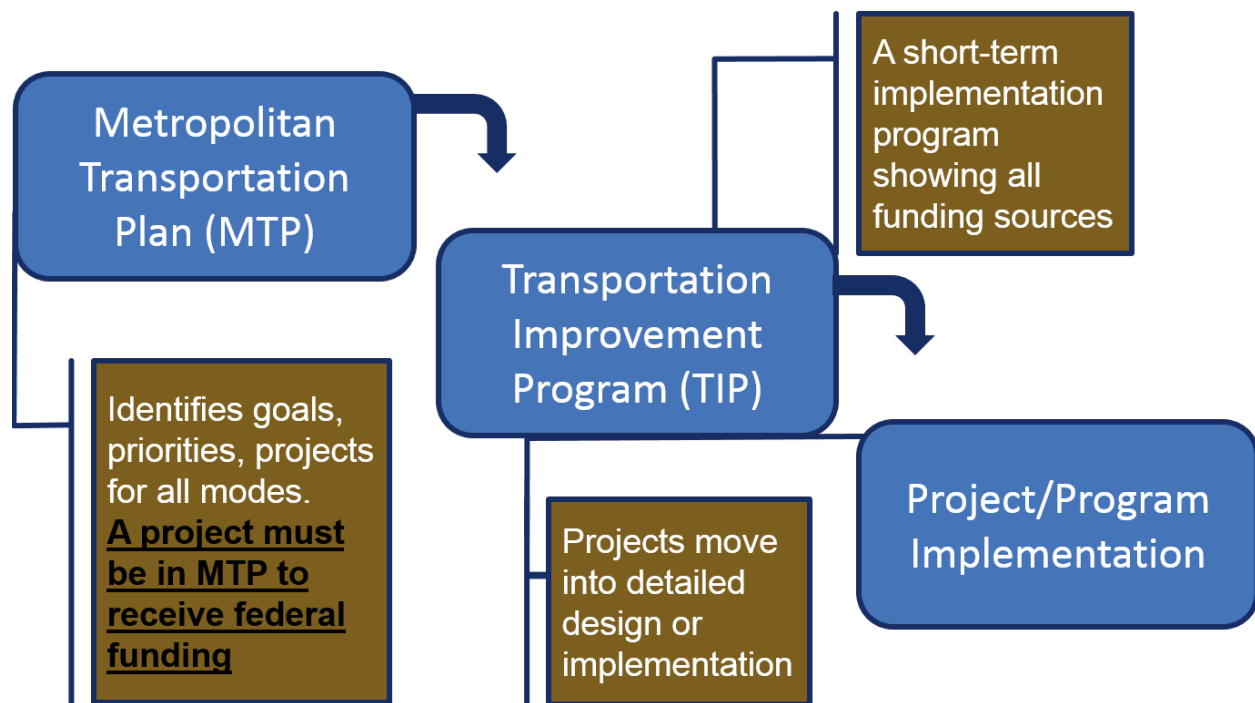 Metropolitan
Transportation
Plan (MTP)
Identifies goals,
priorities, projects
for all modes.
A project must
be in MTP to
receive federal
funding
A short-term
implementation
program
showing all
funding sources
Transportation
Improvement
Program (TIP)
Projects move
into detailed
design or
implementation
Project/Program
Implementation